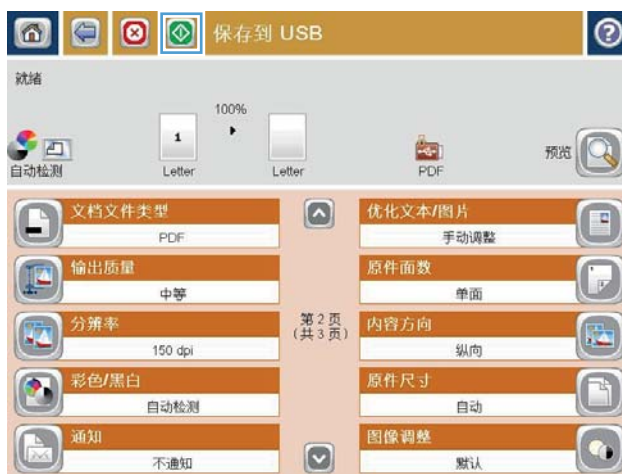 保存到 USB
就绪
100%
1
自动检测
Letter
Letter
PDF
预览
文档文件类型
PDF
优化文本/图片
手动调整
输出质量
中等
原件面数
单面
分辨率
150 dpi
第 2 页
(共 3 页)
内容方向
纵向
彩色/黑白
自动检测
原件尺寸
自动
通知
不通知
图像调整
默认